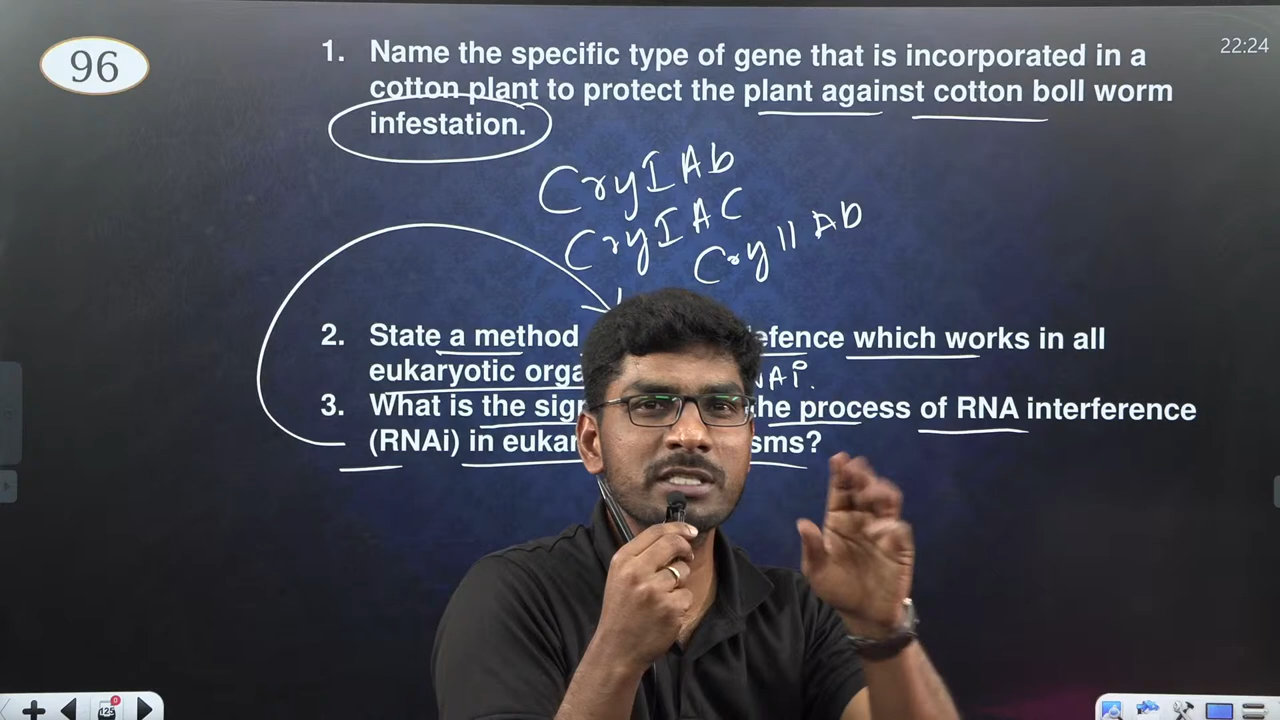 96
22:24
1. Name the specific type of gene that is incorporated in a
cotton plant to protect the plant against cotton boll worm
infestation.
CryIAb
CryIAC
CryIIAb
2. State a method efence which works in all
eukaryotic orga NAi.
3. What is the sig the process of RNA interference
(RNAi) in eukar sms?
125
0